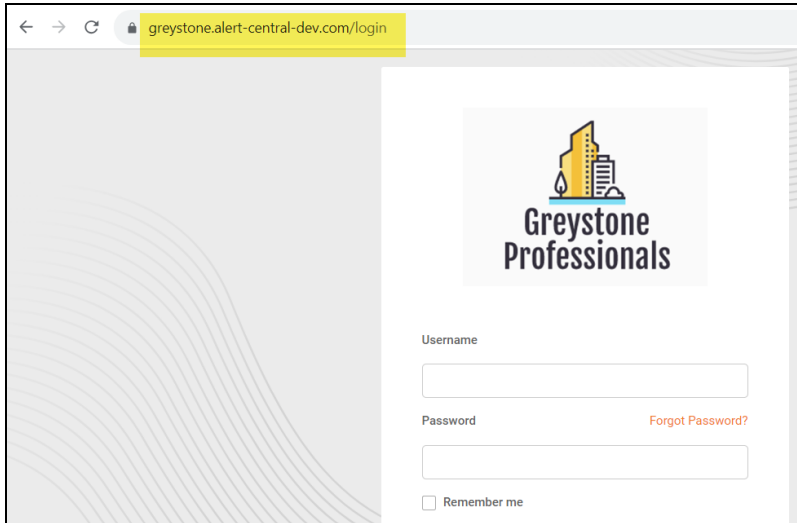 greystone.alert-central-dev.com/login
Greystone
Professionals
Username
Password Forgot Password?
Remember me